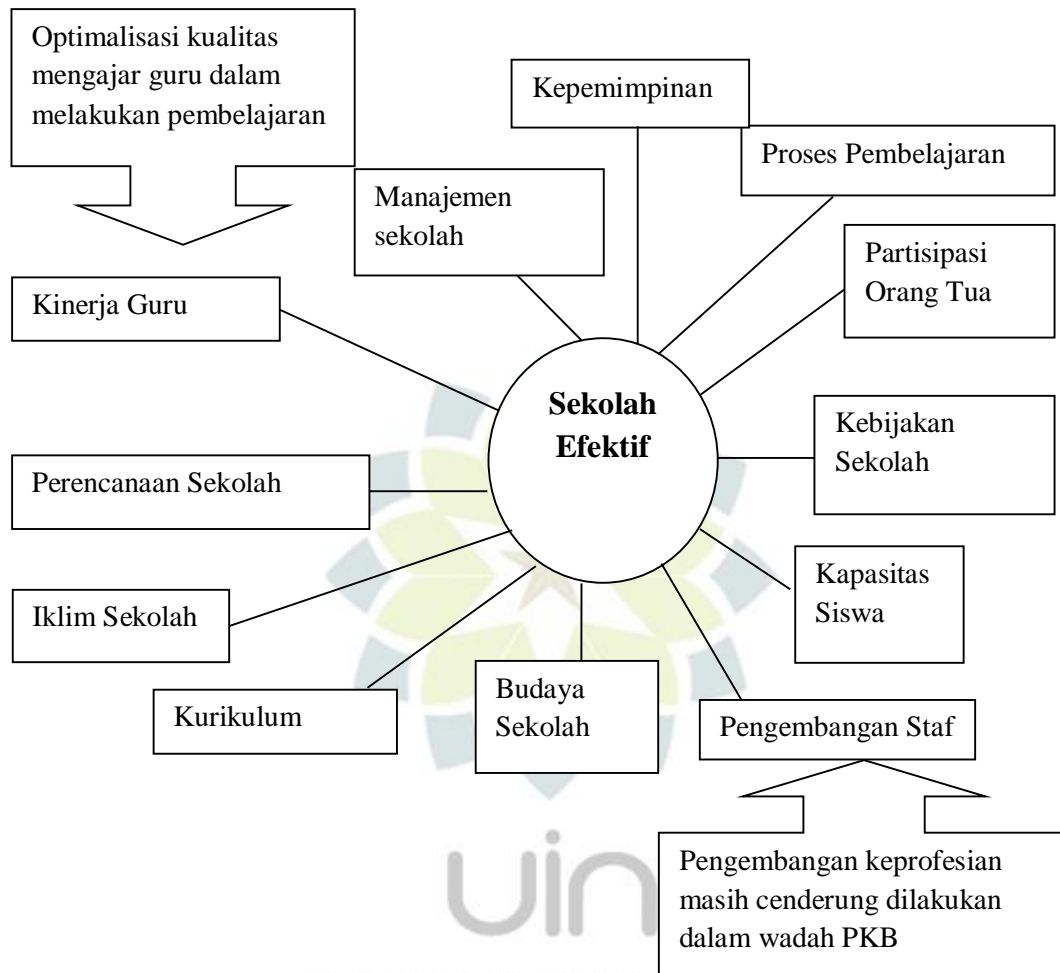 Optimalisasi kualitas
mengajar guru dalam
melakukan pembelajaran
Kepemimpinan
Proses Pembelajaran
Manajemen
sekolah
Partisipasi
Orang Tua
Kinerja Guru
Sekolah
Efektif
Kebijakan
Sekolah
Perencanaan Sekolah
Kapasitas
Siswa
Iklim Sekolah
Budaya
Sekolah
Kurikulum
Pengembangan Staf
Pengembangan keprofesian
masih cenderung dilakukan
dalam wadah PKB
uin